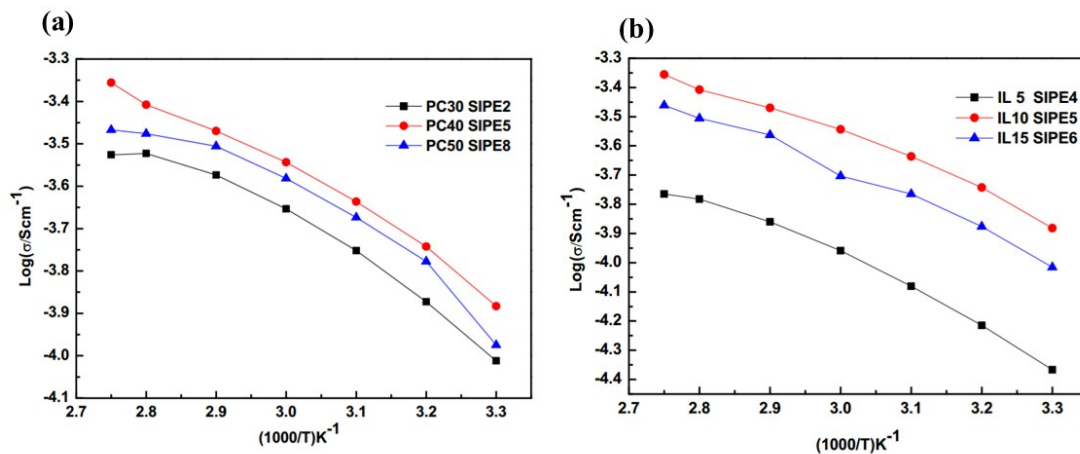 (a)
-3.3
-3.4
-3.5
-3.6
-3.7
-3.8
-3.9
-4.0
-4.1
Log(σ/Scm⁻¹)
PC30 SIPE2
PC40 SIPE5
PC50 SIPE8
2.7 2.8 2.9 3.0 3.1 3.2 3.3
(1000/T)K⁻¹
(b)
-3.3
-3.4
-3.5
-3.6
-3.7
-3.8
-3.9
-4.0
-4.1
-4.2
-4.3
-4.4
Log(σ/Scm⁻¹)
IL 5 SIPE4
IL10 SIPE5
IL15 SIPE6
2.7 2.8 2.9 3.0 3.1 3.2 3.3
(1000/T)K⁻¹